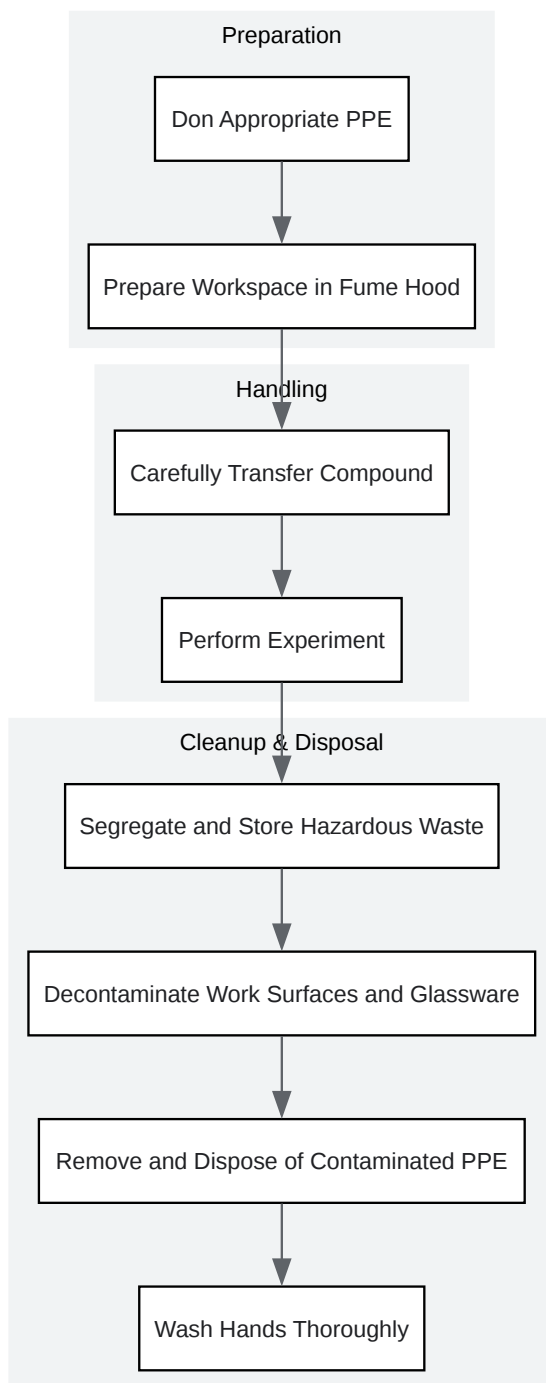 Preparation
Don Appropriate PPE
Prepare Workspace in Fume Hood
Handling
Carefully Transfer Compound
Perform Experiment
Cleanup & Disposal
Segregate and Store Hazardous Waste
Decontaminate Work Surfaces and Glassware
Remove and Dispose of Contaminated PPE
Wash Hands Thoroughly